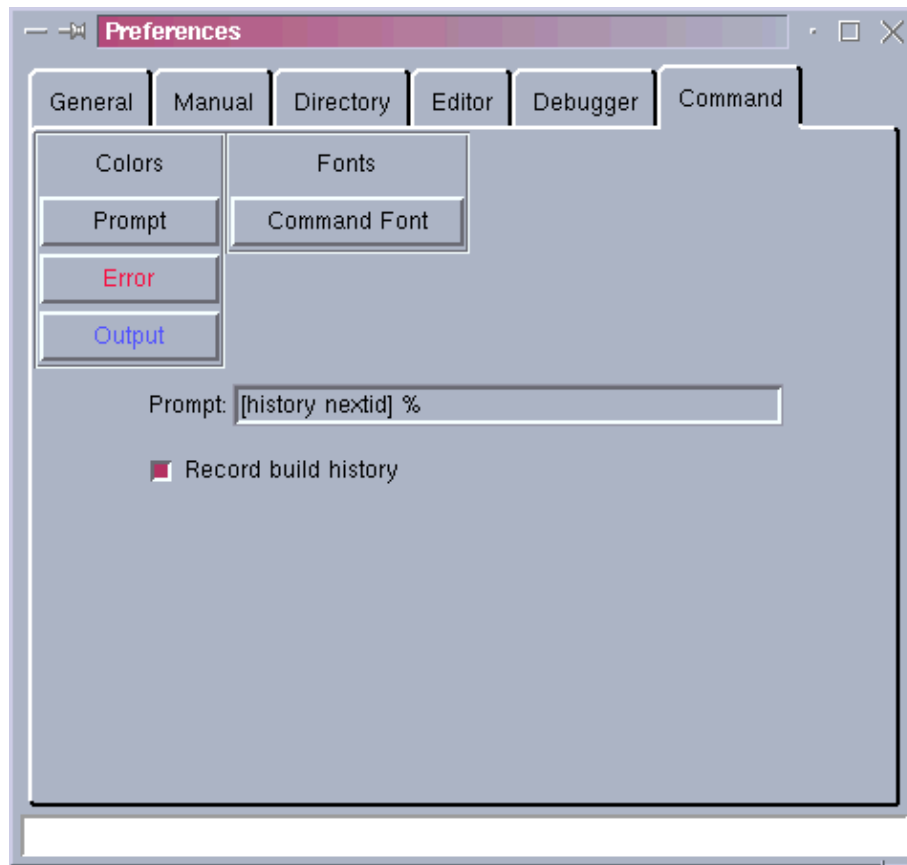 Preferences
General Manual Directory Editor Debugger Command
Colors Fonts
Prompt Command Font
Error
Output
Prompt: [history nextid] %
Record build history